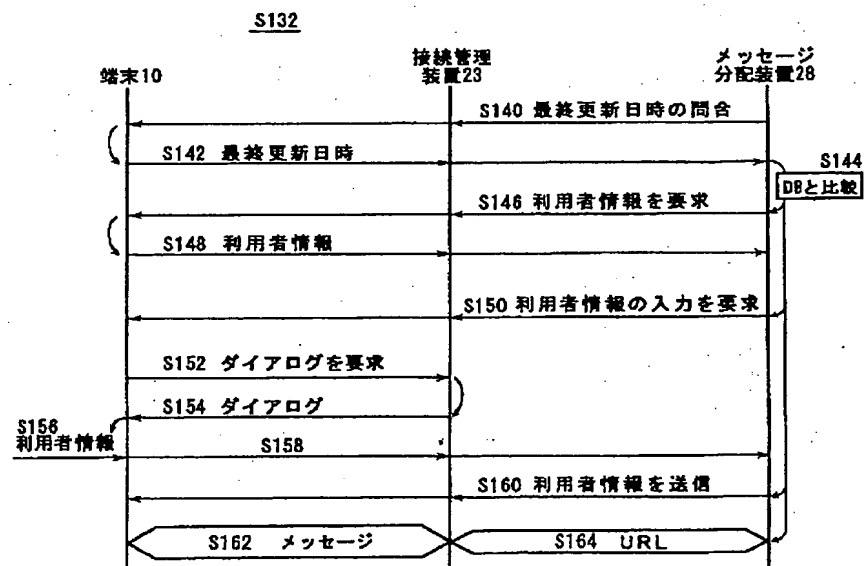 S132
端末10
接続管理
装置23
メッセージ
分配装置28
S140 最終更新日時の問合
S142 最終更新日時
S144
DBと比較
S146 利用者情報を要求
S148 利用者情報
S150 利用者情報の入力を要求
S152 ダイアログを要求
S154 ダイアログ
S156
利用者情報
S158
S160 利用者情報を送信
S162 メッセージ
S164 URL